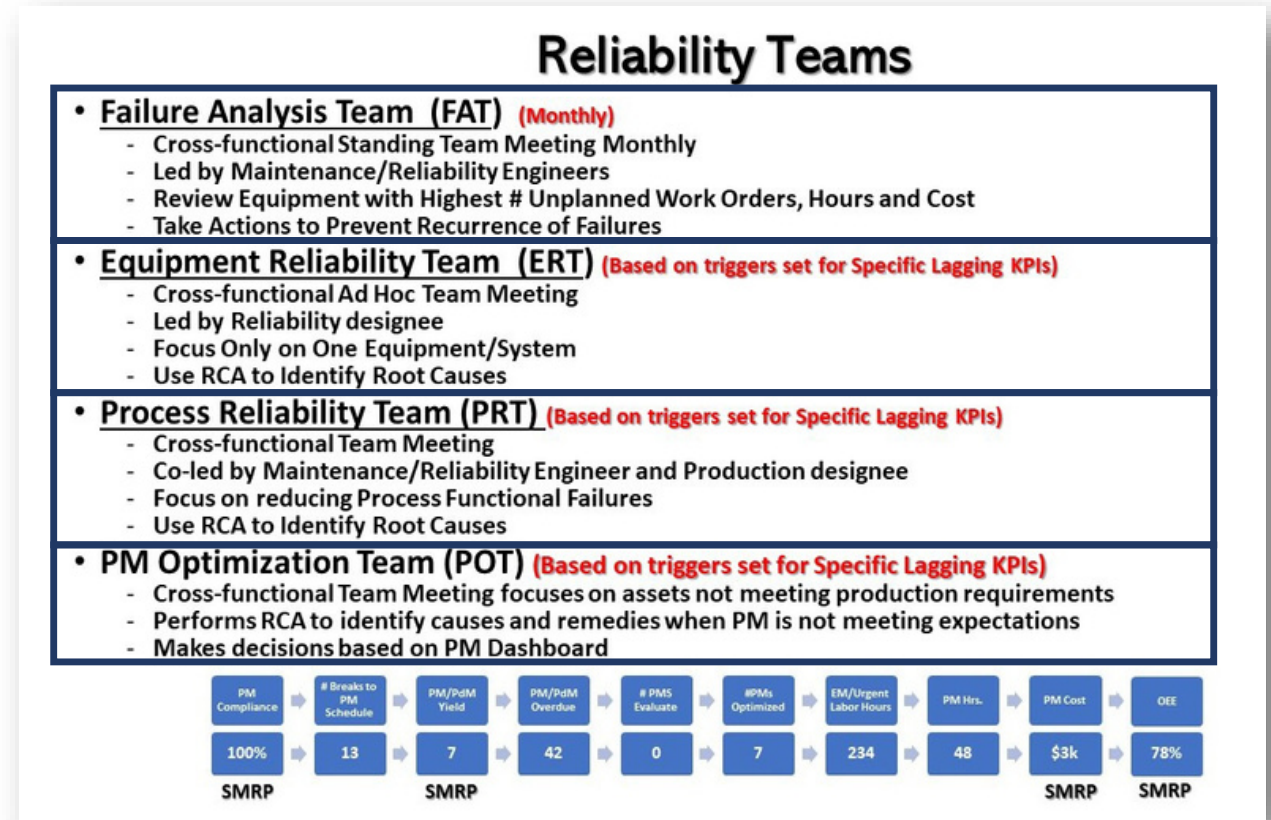 Reliability Teams
• Failure Analysis Team (FAT) (Monthly)
- Cross-functional Standing Team Meeting Monthly
- Led by Maintenance/Reliability Engineers
- Review Equipment with Highest # Unplanned Work Orders, Hours and Cost
- Take Actions to Prevent Recurrence of Failures
• Equipment Reliability Team (ERT) (Based on triggers set for Specific Lagging KPIs)
- Cross-functional Ad Hoc Team Meeting
- Led by Reliability designee
- Focus Only on One Equipment/System
- Use RCA to Identify Root Causes
• Process Reliability Team (PRT) (Based on triggers set for Specific Lagging KPIs)
- Cross-functional Team Meeting
- Co-led by Maintenance/Reliability Engineer and Production designee
- Focus on reducing Process Functional Failures
- Use RCA to Identify Root Causes
• PM Optimization Team (POT) (Based on triggers set for Specific Lagging KPIs)
- Cross-functional Team Meeting focuses on assets not meeting production requirements
- Performs RCA to identify causes and remedies when PM is not meeting expectations
- Makes decisions based on PM Dashboard
PM
Compliance
# Breaks to
PM
Schedule
PM/PdM
Yield
PM/PdM
Overdue
# PMS
Evaluate
#PMs
Optimized
EM/Urgent
Labor Hours
PM Hrs.
PM Cost
OEE
100%
13
7
42
0
7
234
48
$3k
78%
SMRP
SMRP
SMRP
SMRP